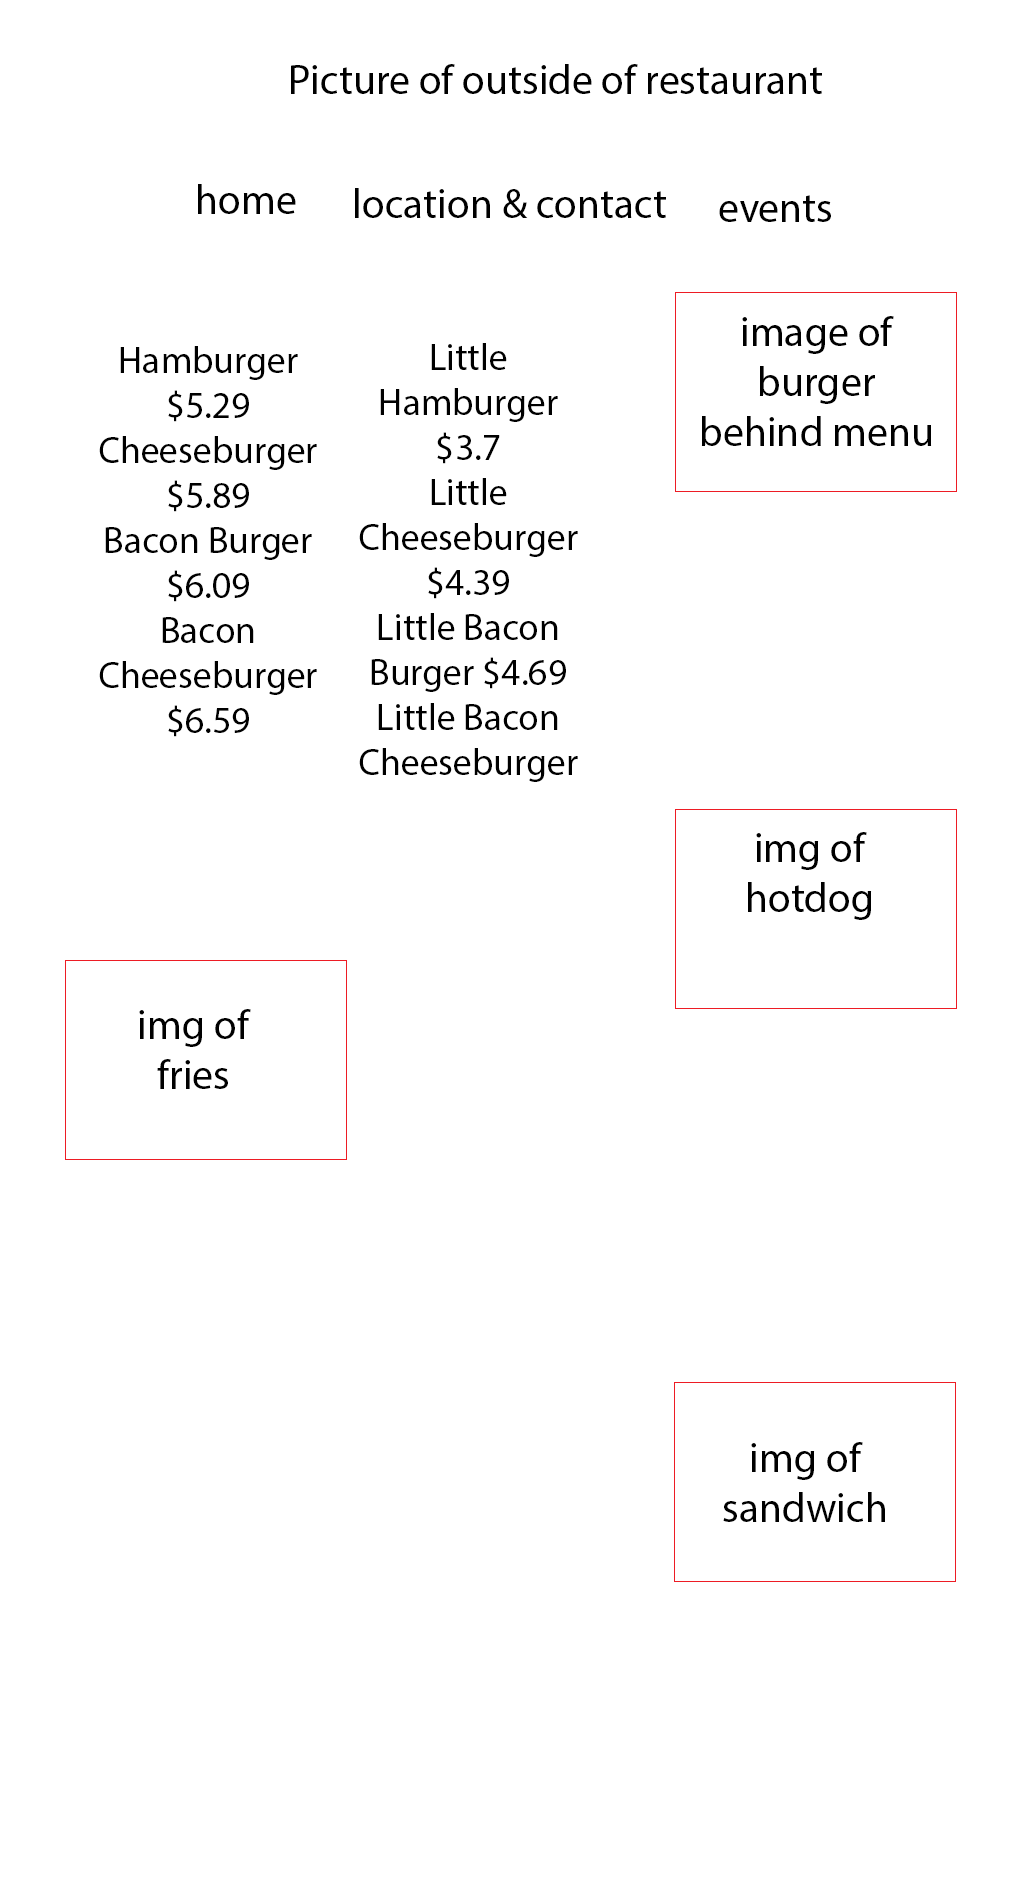 Picture of outside of restaurant
home
location & contact
events
Hamburger
$5.29
Cheeseburger
$5.89
Bacon Burger
$6.09
Bacon
Cheeseburger
$6.59
Little
Hamburger
$3.7
Little
Cheeseburger
$4.39
Little Bacon
Burger $4.69
Little Bacon
Cheeseburger
image of
burger
behind menu
img of
hotdog
img of
fries
img of
sandwich